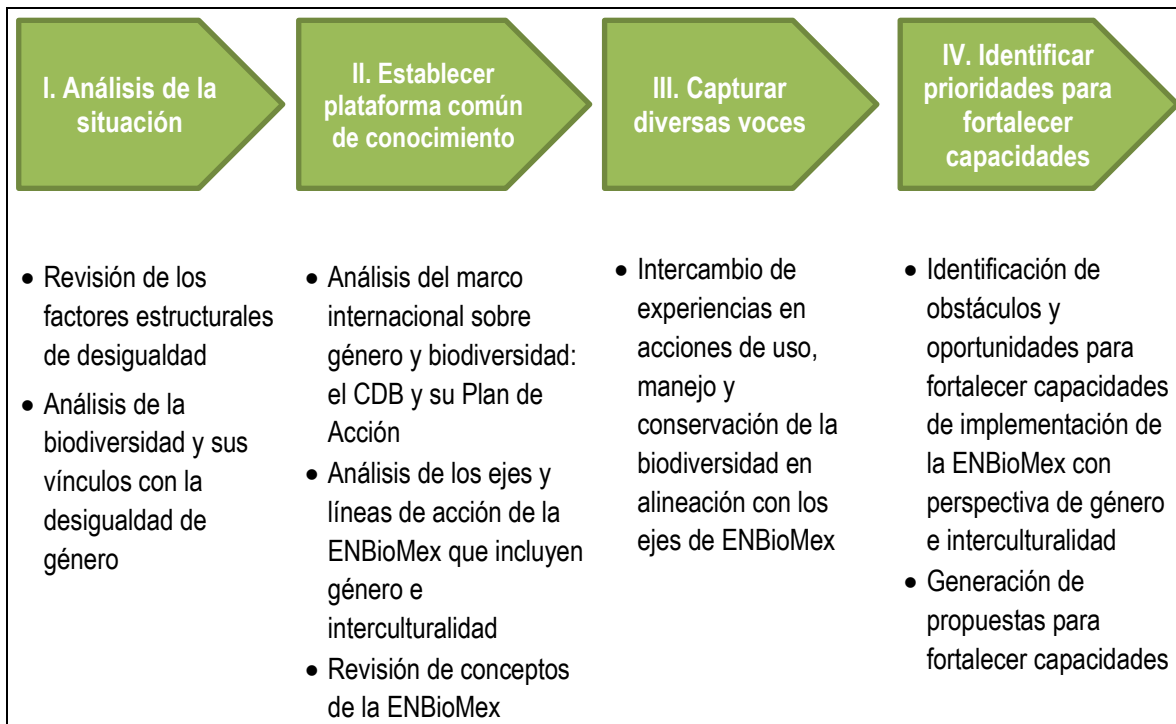 I. Análisis de la
situación
II. Establecer
plataforma común
de conocimiento
III. Capturar
diversas voces
IV. Identificar
prioridades para
fortalecer
capacidades
• Revisión de los
factores estructurales
de desigualdad
• Análisis de la
biodiversidad y sus
vínculos con la
desigualdad de
género
• Análisis del marco
internacional sobre
género y biodiversidad:
el CDB y su Plan de
Acción
• Análisis de los ejes y
líneas de acción de la
ENBioMex que incluyen
género e
interculturalidad
• Revisión de conceptos
de la ENBioMex
• Intercambio de
experiencias en
acciones de uso,
manejo y
conservación de la
biodiversidad en
alineación con los
ejes de ENBioMex
• Identificación de
obstáculos y
oportunidades para
fortalecer capacidades
de implementación de
la ENBioMex con
perspectiva de género
e interculturalidad
• Generación de
propuestas para
fortalecer capacidades